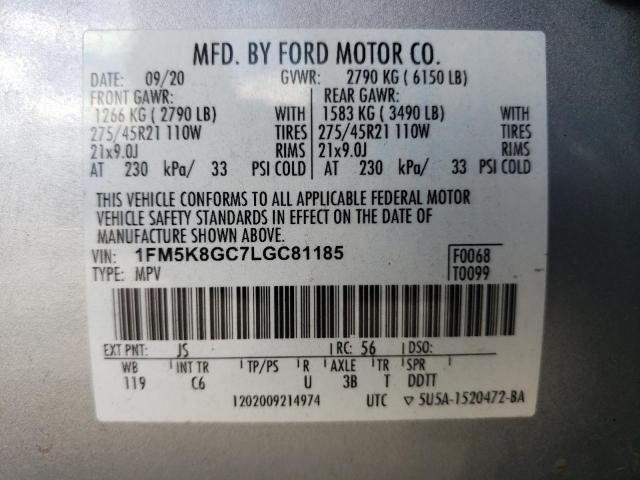 MFD. BY FORD MOTOR CO.
DATE: 09/20 GVWR: 2790 KG ( 6150 LB)
FRONT GAWR: REAR GAWR:
1266 KG ( 2790 LB) WITH 1583 KG ( 3490 LB) WITH
275/45R21 110W TIRES 275/45R21 110W TIRES
21x9.0J RIMS 21x9.0J RIMS
AT 230 kPa/ 33 PSI COLD AT 230 kPa/ 33 PSI COLD
THIS VEHICLE CONFORMS TO ALL APPLICABLE FEDERAL MOTOR
VEHICLE SAFETY STANDARDS IN EFFECT ON THE DATE OF
MANUFACTURE SHOWN ABOVE.
VIN: 1FM5K8GC7LGC81185 F0068
TYPE: MPV T0099
EXT PNT: JS RC: 56 DSO:
WB INT TR TP/PS R AXLE TR SPR
119 C6 U 3B T DDTT
1202009214974 UTC ▽ 5U5A-1520472-BA